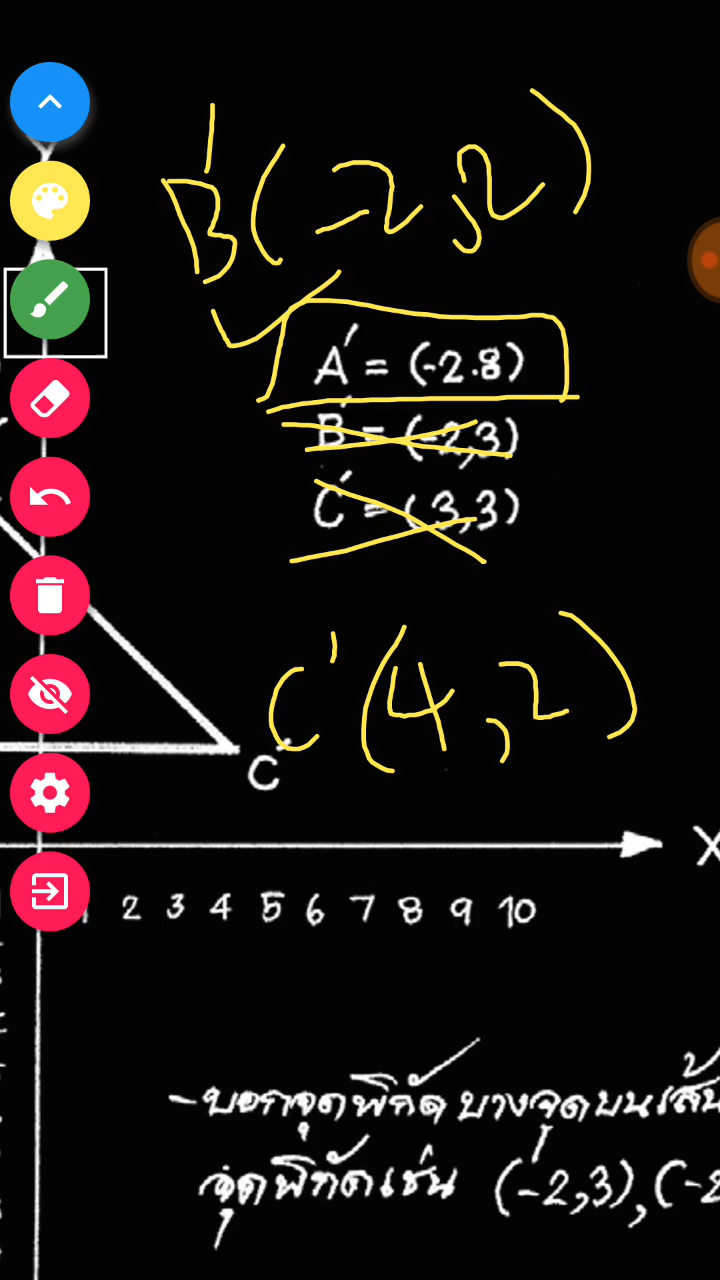 B'(-2,2)
A' = (-2.8)
B' = (-2,3)
C' = (3,3)
C'(4,2)
C'
X
1 2 3 4 5 6 7 8 9 10
-บอกจุดพิกัด บางจุดบนเส้น
จุดพิกัดเช่น (-2,3), (-2